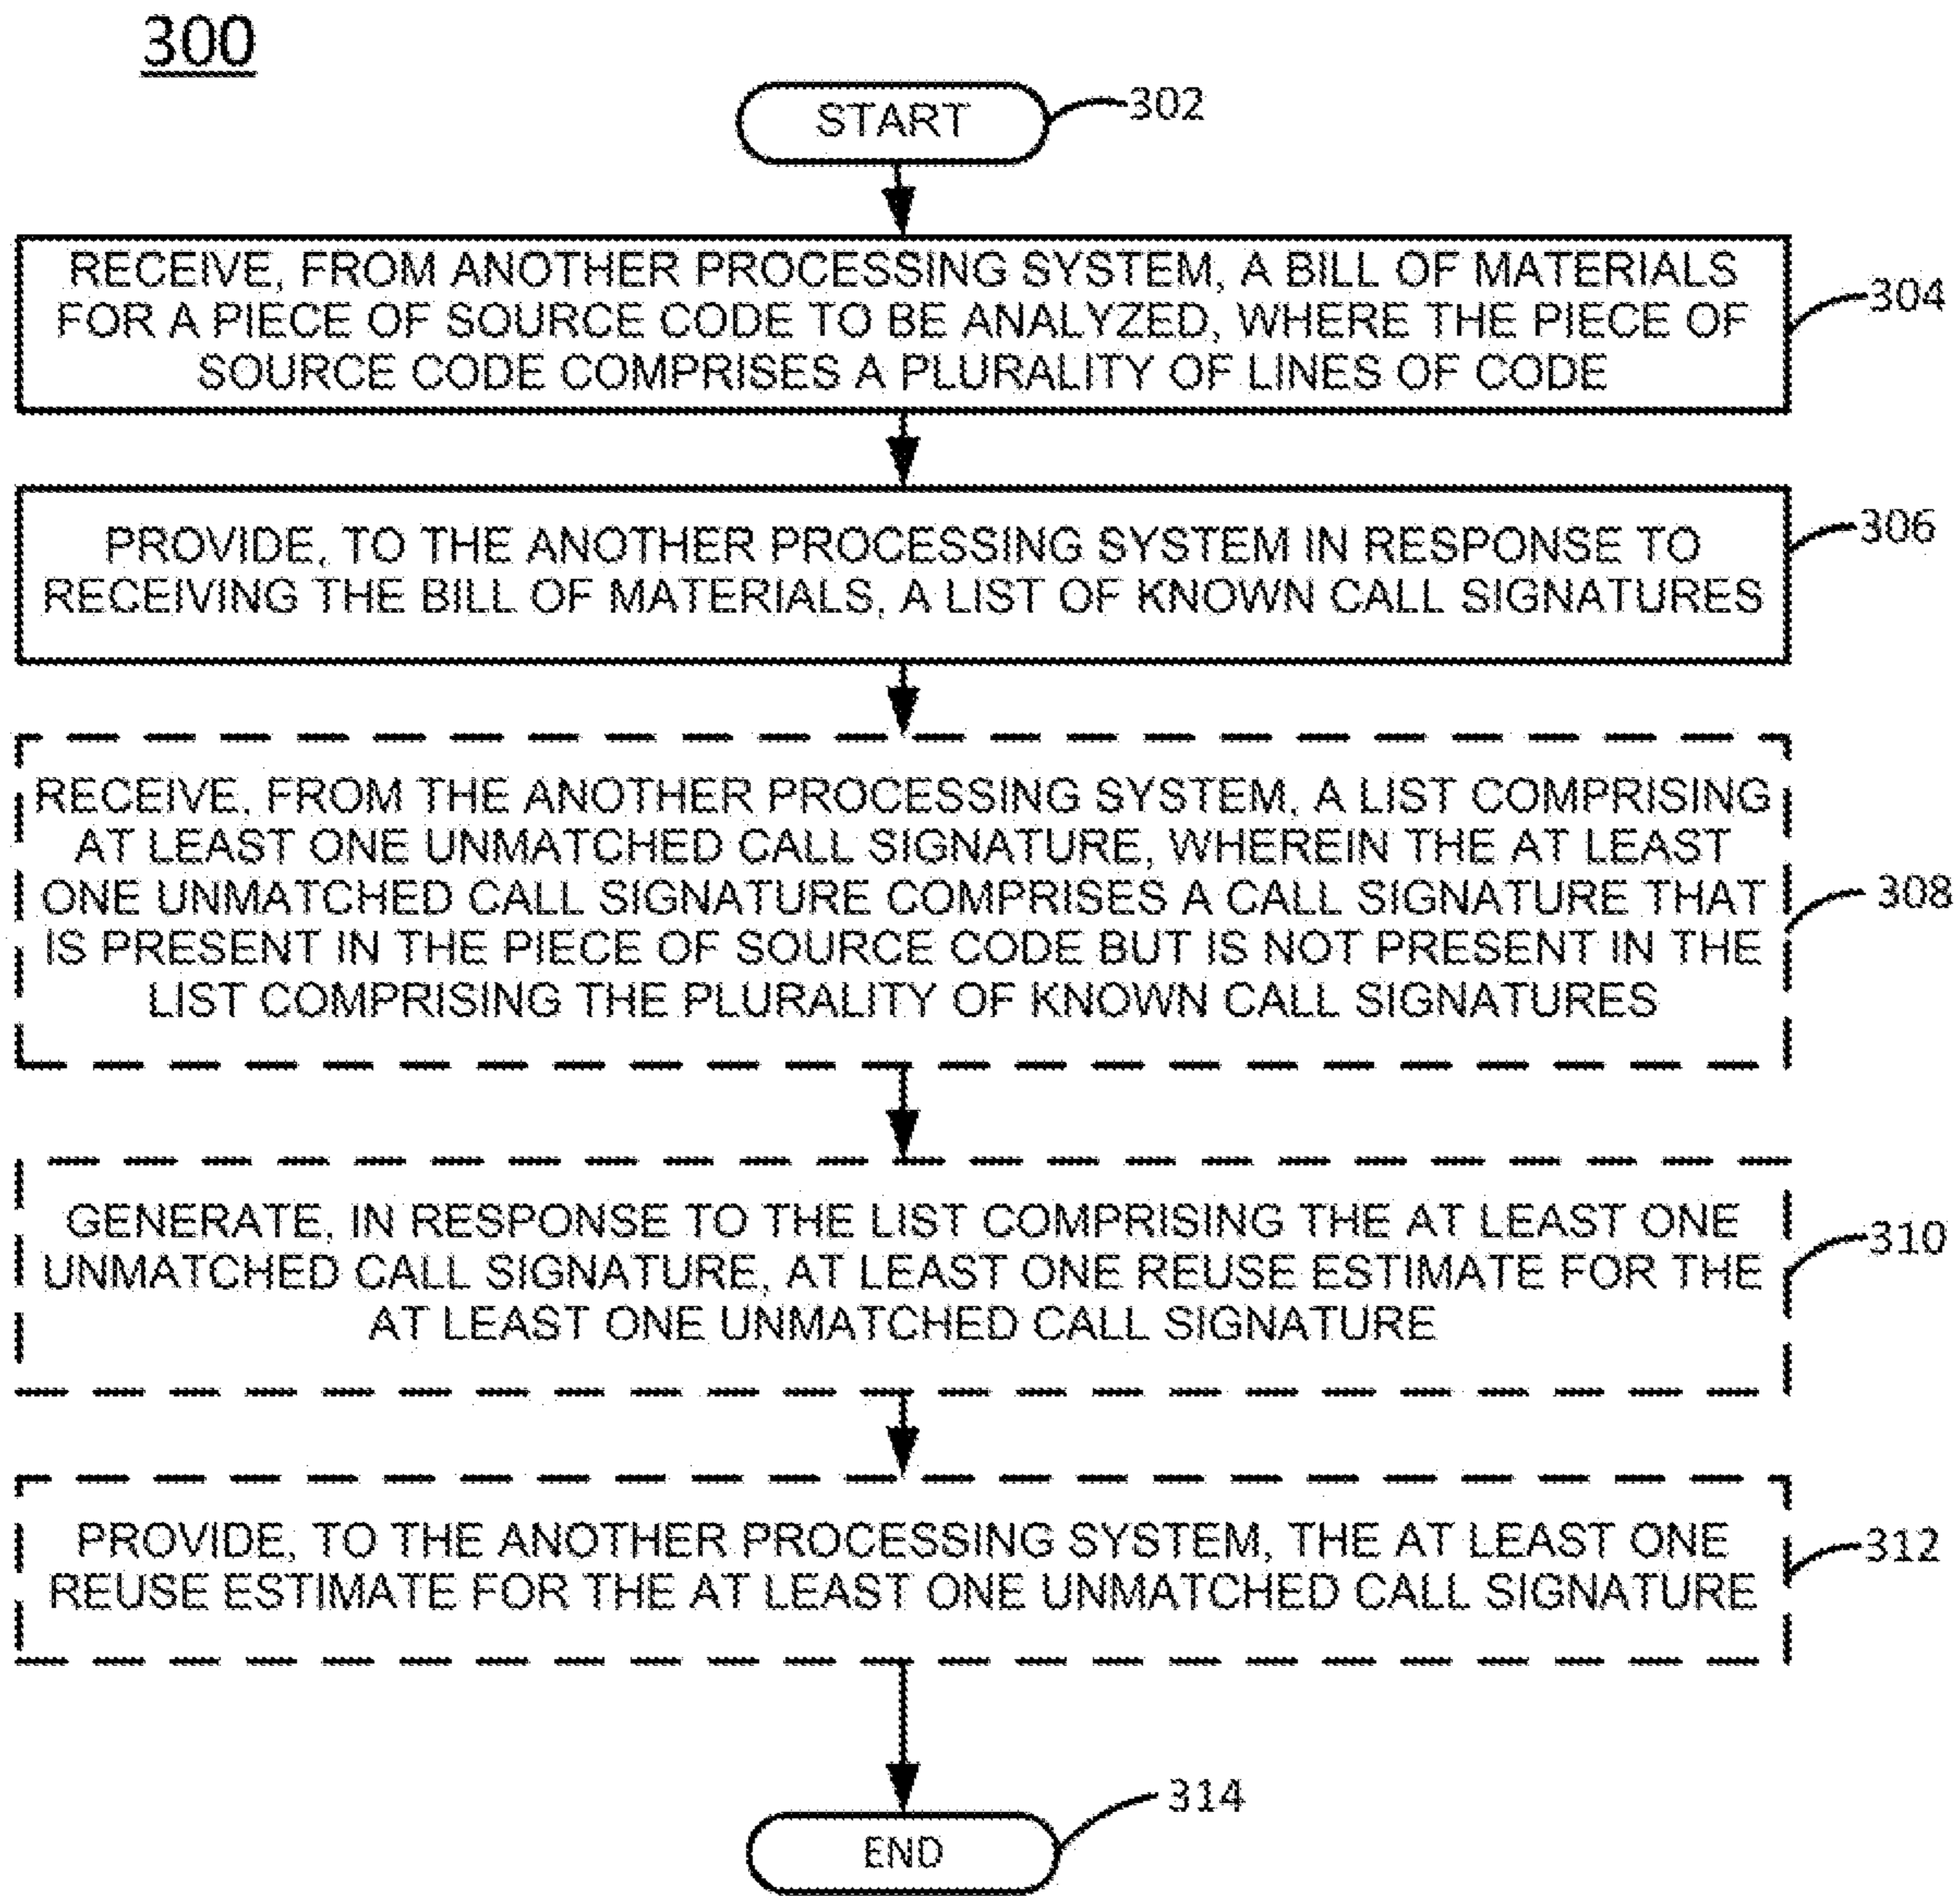 300
START
302
RECEIVE, FROM ANOTHER PROCESSING SYSTEM, A BILL OF MATERIALS
FOR A PIECE OF SOURCE CODE TO BE ANALYZED, WHERE THE PIECE OF
SOURCE CODE COMPRISES A PLURALITY OF LINES OF CODE
304
PROVIDE, TO THE ANOTHER PROCESSING SYSTEM IN RESPONSE TO
RECEIVING THE BILL OF MATERIALS, A LIST OF KNOWN CALL SIGNATURES
306
RECEIVE, FROM THE ANOTHER PROCESSING SYSTEM, A LIST COMPRISING
AT LEAST ONE UNMATCHED CALL SIGNATURE, WHEREIN THE AT LEAST
ONE UNMATCHED CALL SIGNATURE COMPRISES A CALL SIGNATURE THAT
IS PRESENT IN THE PIECE OF SOURCE CODE BUT IS NOT PRESENT IN THE
LIST COMPRISING THE PLURALITY OF KNOWN CALL SIGNATURES
308
GENERATE, IN RESPONSE TO THE LIST COMPRISING THE AT LEAST ONE
UNMATCHED CALL SIGNATURE, AT LEAST ONE REUSE ESTIMATE FOR THE
AT LEAST ONE UNMATCHED CALL SIGNATURE
310
PROVIDE, TO THE ANOTHER PROCESSING SYSTEM, THE AT LEAST ONE
REUSE ESTIMATE FOR THE AT LEAST ONE UNMATCHED CALL SIGNATURE
312
314
END